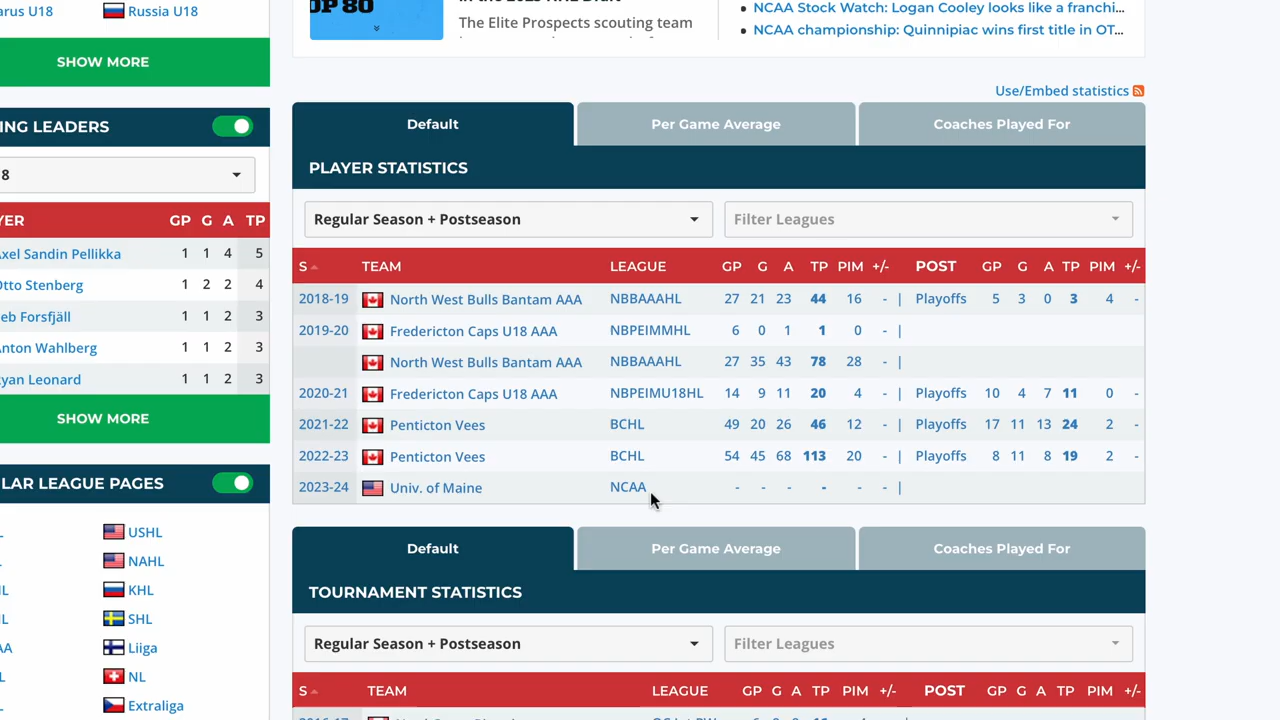 arus U18 Russia U18
SHOW MORE
ING LEADERS
8
YER GP G A TP
Axel Sandin Pellikka 1 1 4 5
Otto Stenberg 1 2 2 4
eb Forsfjäll 1 1 2 3
Anton Wahlberg 1 1 2 3
Ryan Leonard 1 1 2 3
SHOW MORE
LAR LEAGUE PAGES
USHL
NAHL
KHL
SHL
Liiga
NL
Extraliga
OP 80
The Elite Prospects scouting team
NCAA Stock Watch: Logan Cooley looks like a franchi...
NCAA championship: Quinnipiac wins first title in OT...
Use/Embed statistics
Default Per Game Average Coaches Played For
PLAYER STATISTICS
Regular Season + Postseason Filter Leagues
S TEAM LEAGUE GP G A TP PIM +/- POST GP G A TP PIM +/-
2018-19 North West Bulls Bantam AAA NBBAAAHL 27 21 23 44 16 - | Playoffs 5 3 0 3 4 -
2019-20 Fredericton Caps U18 AAA NBPEIMMHL 6 0 1 1 0 - |
North West Bulls Bantam AAA NBBAAAHL 27 35 43 78 28 - |
2020-21 Fredericton Caps U18 AAA NBPEIMU18HL 14 9 11 20 4 - | Playoffs 10 4 7 11 0 -
2021-22 Penticton Vees BCHL 49 20 26 46 12 - | Playoffs 17 11 13 24 2 -
2022-23 Penticton Vees BCHL 54 45 68 113 20 - | Playoffs 8 11 8 19 2 -
2023-24 Univ. of Maine NCAA - - - - - - |
Default Per Game Average Coaches Played For
TOURNAMENT STATISTICS
Regular Season + Postseason Filter Leagues
S TEAM LEAGUE GP G A TP PIM +/- POST GP G A TP PIM +/-